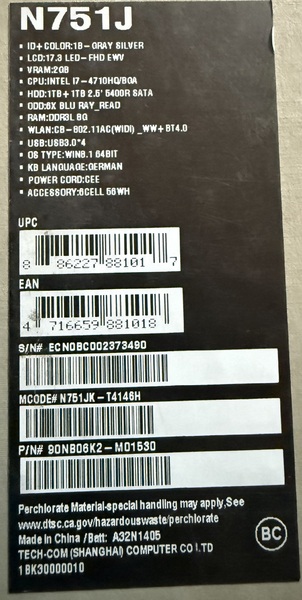 N751J
▪ ID+COLOR:1B-GRAY SILVER
▪ LCD:17.3 LED-FHD EWV
▪ VRAM:2GB
▪ CPU:INTEL I7-4710HQ/BGA
▪ HDD:1TB+1TB 2.5' 5400R SATA
▪ ODD:6X BLU RAY_READ
▪ RAM:DDR3L 8G
▪ WLAN:CB-802.11AC(WIDI)_WW+BT4.0
▪ USB:USB3.0*4
▪ OS TYPE:WIN8.1 64BIT
▪ KB LANGUAGE:GERMAN
▪ POWER CORD:CEE
▪ ACCESSORY:6CELL 56WH
UPC
8 86227 88101 7
EAN
4 716659 881018
S/N# ECN0BC002373490
MCODE# N751JK-T4146H
P/N# 90NB06K2-M01530
Perchlorate Material-special handling may apply,See
www.dtsc.ca.gov/hazardouswaste/perchlorate
Made in China /Bett: A32N1405
TECH-COM (SHANGHAI) COMPUTER CO LTD
1BK30000010
BC